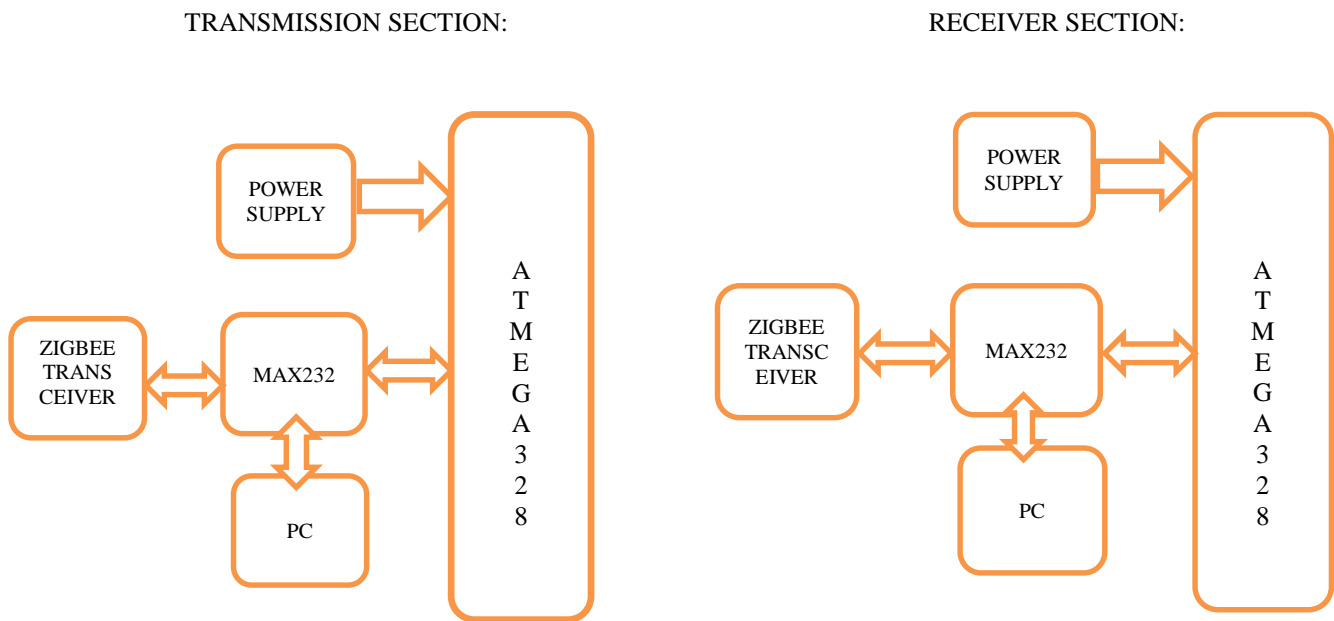 TRANSMISSION SECTION:
POWER
SUPPLY
ZIGBEE
TRANS
CEIVER
MAX232
PC
A
T
M
E
G
A
3
2
8
RECEIVER SECTION:
POWER
SUPPLY
ZIGBEE
TRANSC
EIVER
MAX232
PC
A
T
M
E
G
A
3
2
8